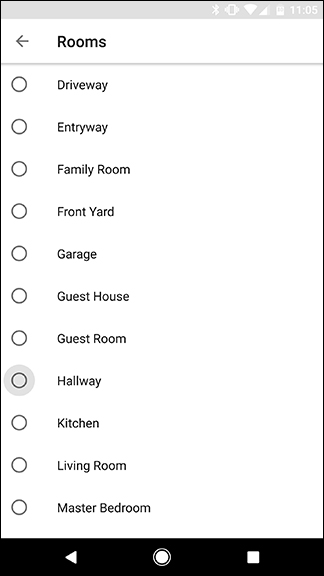 11:05
Rooms
Driveway
Entryway
Family Room
Front Yard
Garage
Guest House
Guest Room
Hallway
Kitchen
Living Room
Master Bedroom